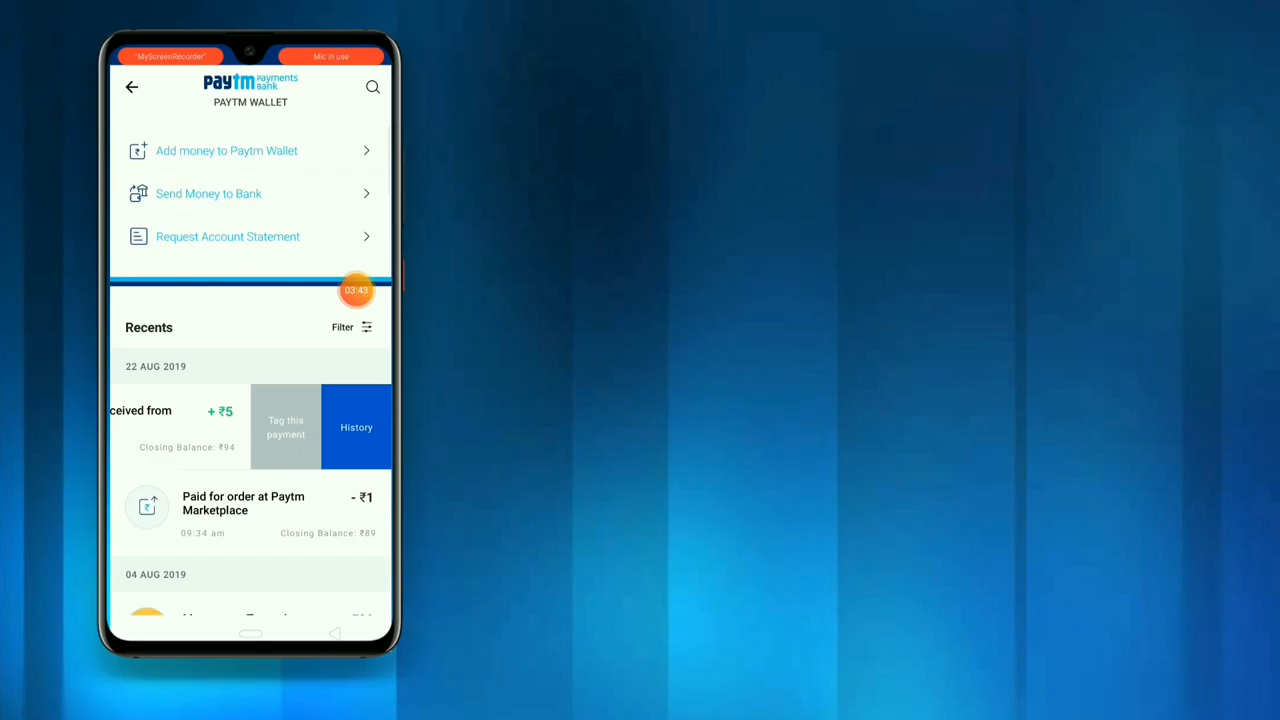 "MyScreenRecorder"
Mic in use
paytm payments
Bank
PAYTM WALLET
Add money to Paytm Wallet
Send Money to Bank
Request Account Statement
03:43
Recents
Filter
22 AUG 2019
ceived from
+ ₹5
Tag this
payment
History
Closing Balance: ₹94
Paid for order at Paytm
Marketplace
- ₹1
09:34 am
Closing Balance: ₹89
04 AUG 2019